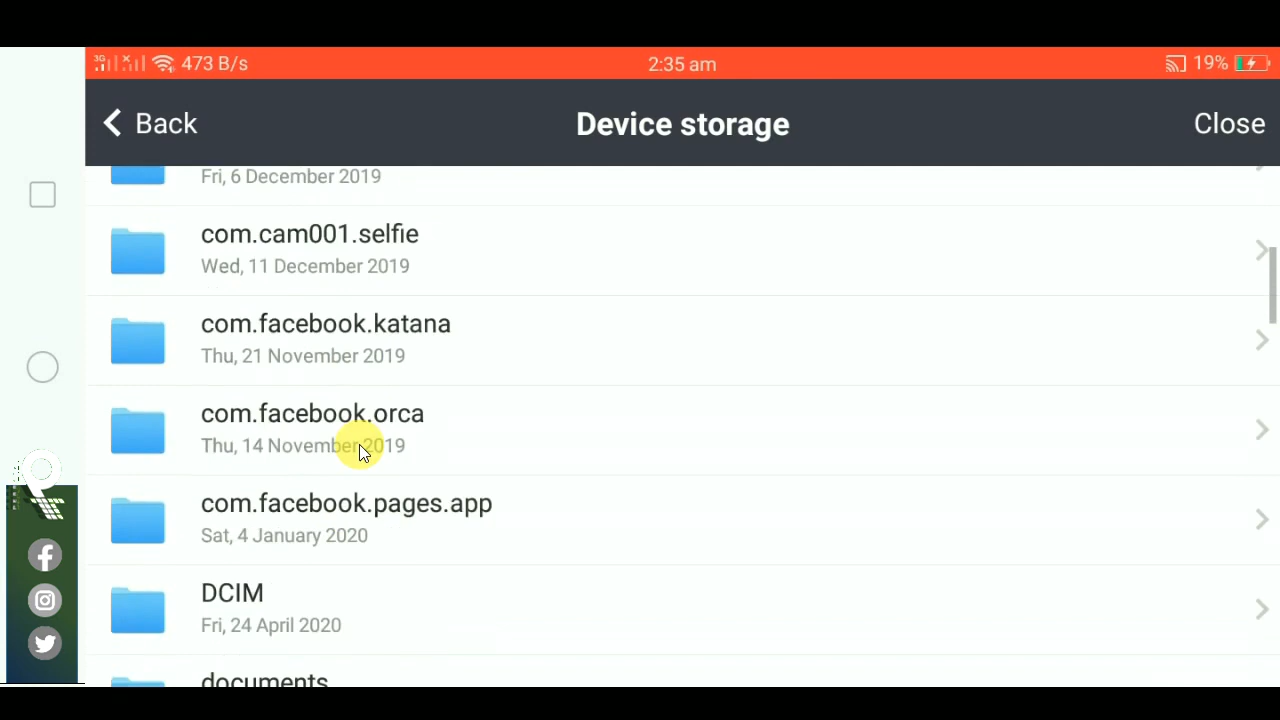 3G 473 B/s 2:35 am 19%
Back Device storage Close
Fri, 6 December 2019
com.cam001.selfie
Wed, 11 December 2019
com.facebook.katana
Thu, 21 November 2019
com.facebook.orca
Thu, 14 November 2019
com.facebook.pages.app
Sat, 4 January 2020
DCIM
Fri, 24 April 2020
documents